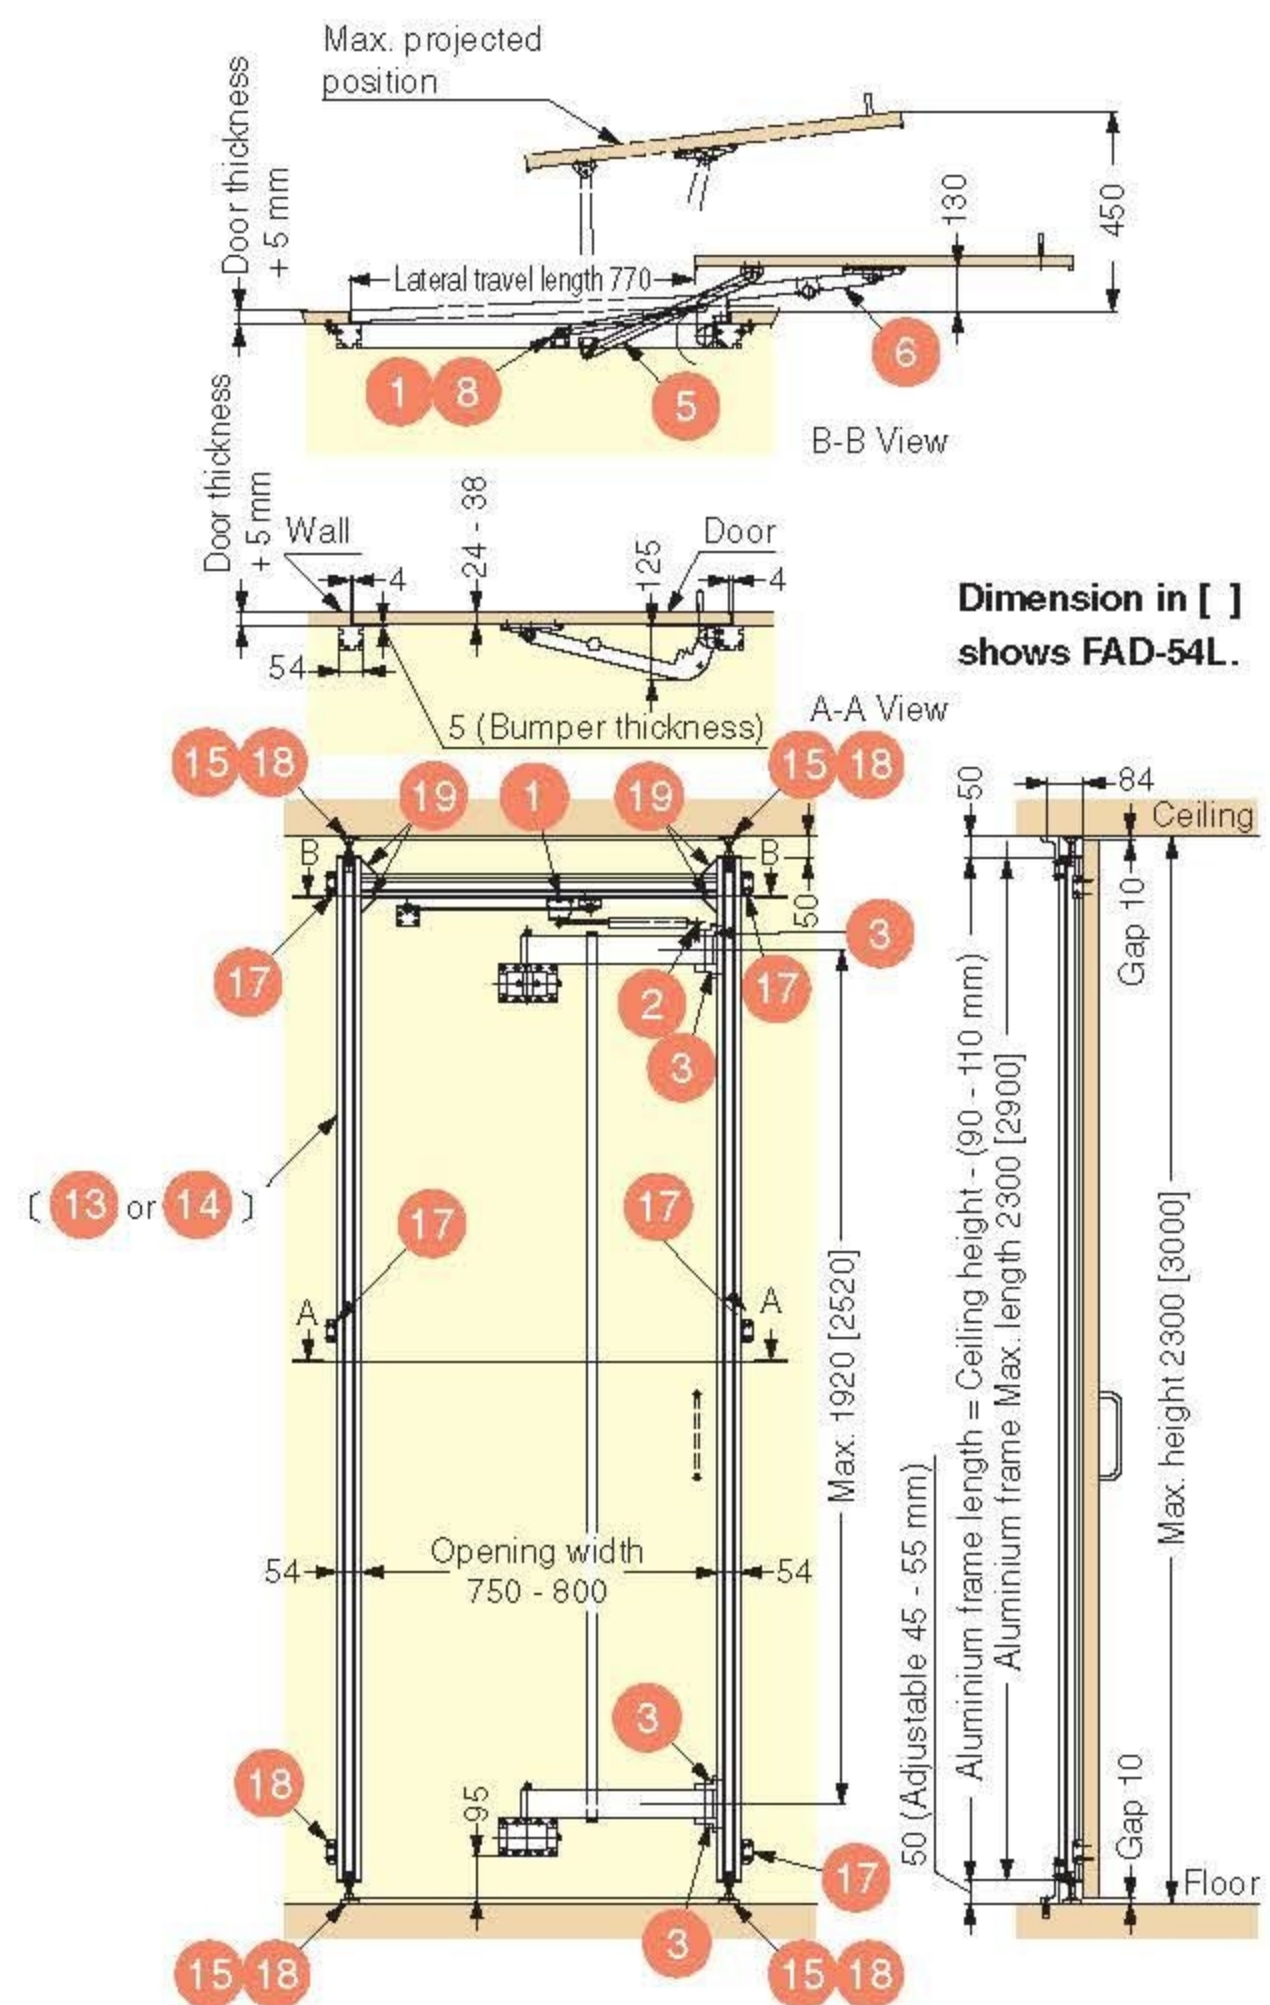 Max. projected
position
Door thickness
+ 5 mm
130
450
Lateral travel length 770
6
1 8
5
B-B View
Door thickness
+ 5 mm
Wall
24 - 38
Door
4
125
4
Dimension in [ ]
shows FAD-54L.
54
5 (Bumper thickness)
A-A View
15 18
15 18
19
1
19
50
84
Ceiling
B
B
50
Gap 10
3
17
2
17
3
[ 13 or 14 ]
17
17
A
A
Max. 1920 [2520]
50 (Adjustable 45 - 55 mm)
Aluminium frame length = Ceiling height - (90 - 110 mm)
Aluminium frame Max. length 2300 [2900]
Max. height 2300 [3000]
54
Opening width
750 - 800
54
3
18
95
17
Gap 10
Floor
3
15 18
15 18